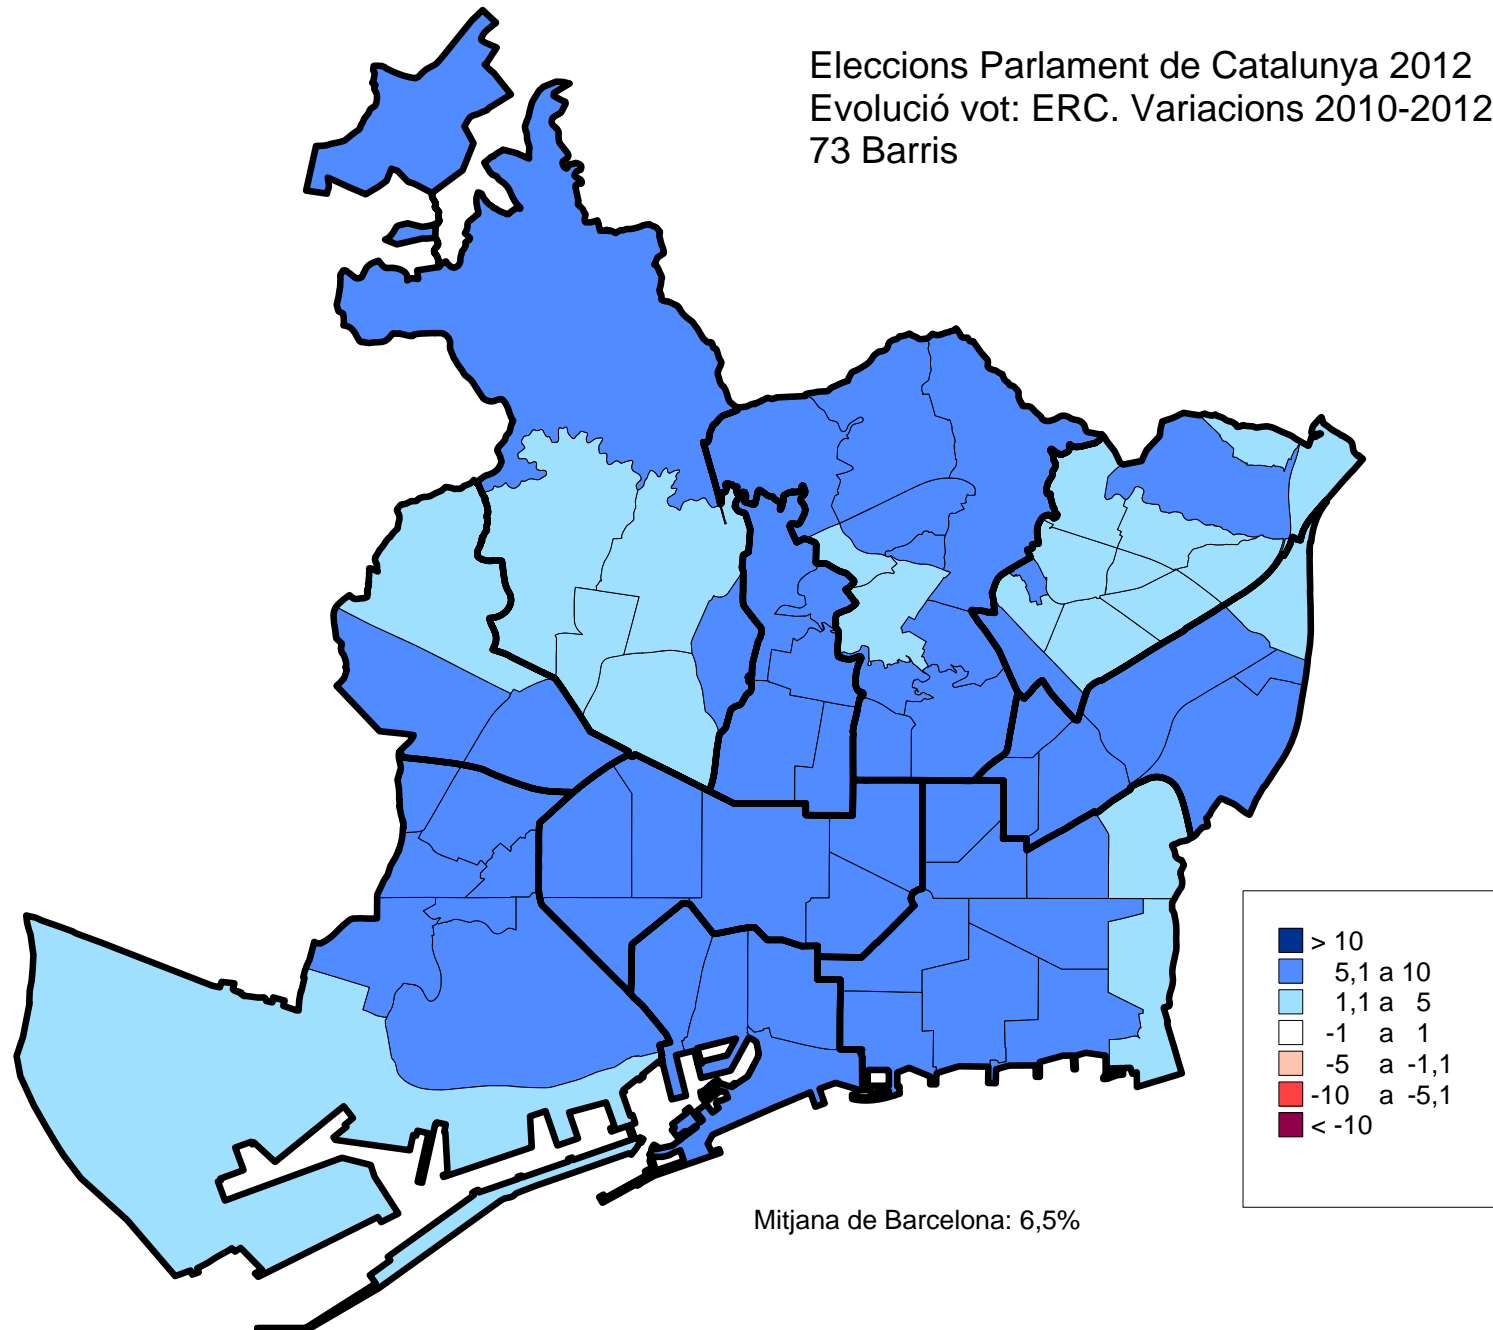 Eleccions Parlament de Catalunya 2012
Evolució vot: ERC. Variacions 2010-2012
73 Barris
> 10
5,1 a 10
1,1 a 5
-1 a 1
-5 a -1,1
-10 a -5,1
< -10
Mitjana de Barcelona: 6,5%